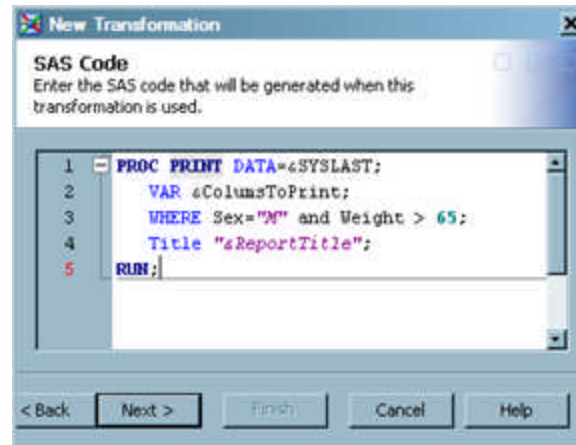 New Transformation
SAS Code
Enter the SAS code that will be generated when this
transformation is used.
1 PROC PRINT DATA=&SYSLAST;
2 VAR &ColumsToPrint;
3 WHERE Sex="M" and Weight > 65;
4 Title "&ReportTitle";
5 RUN;
< Back Next > Finish Cancel Help